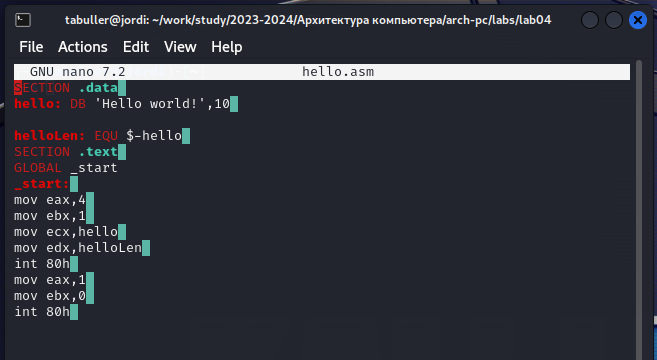 tabuller@jordi: ~/work/study/2023-2024/Архитектура компьютера/arch-pc/labs/lab04
File Actions Edit View Help
GNU nano 7.2 hello.asm
SECTION .data
hello: DB 'Hello world!',10
helloLen: EQU $-hello
SECTION .text
GLOBAL _start
_start:
mov eax,4
mov ebx,1
mov ecx,hello
mov edx,helloLen
int 80h
mov eax,1
mov ebx,0
int 80h